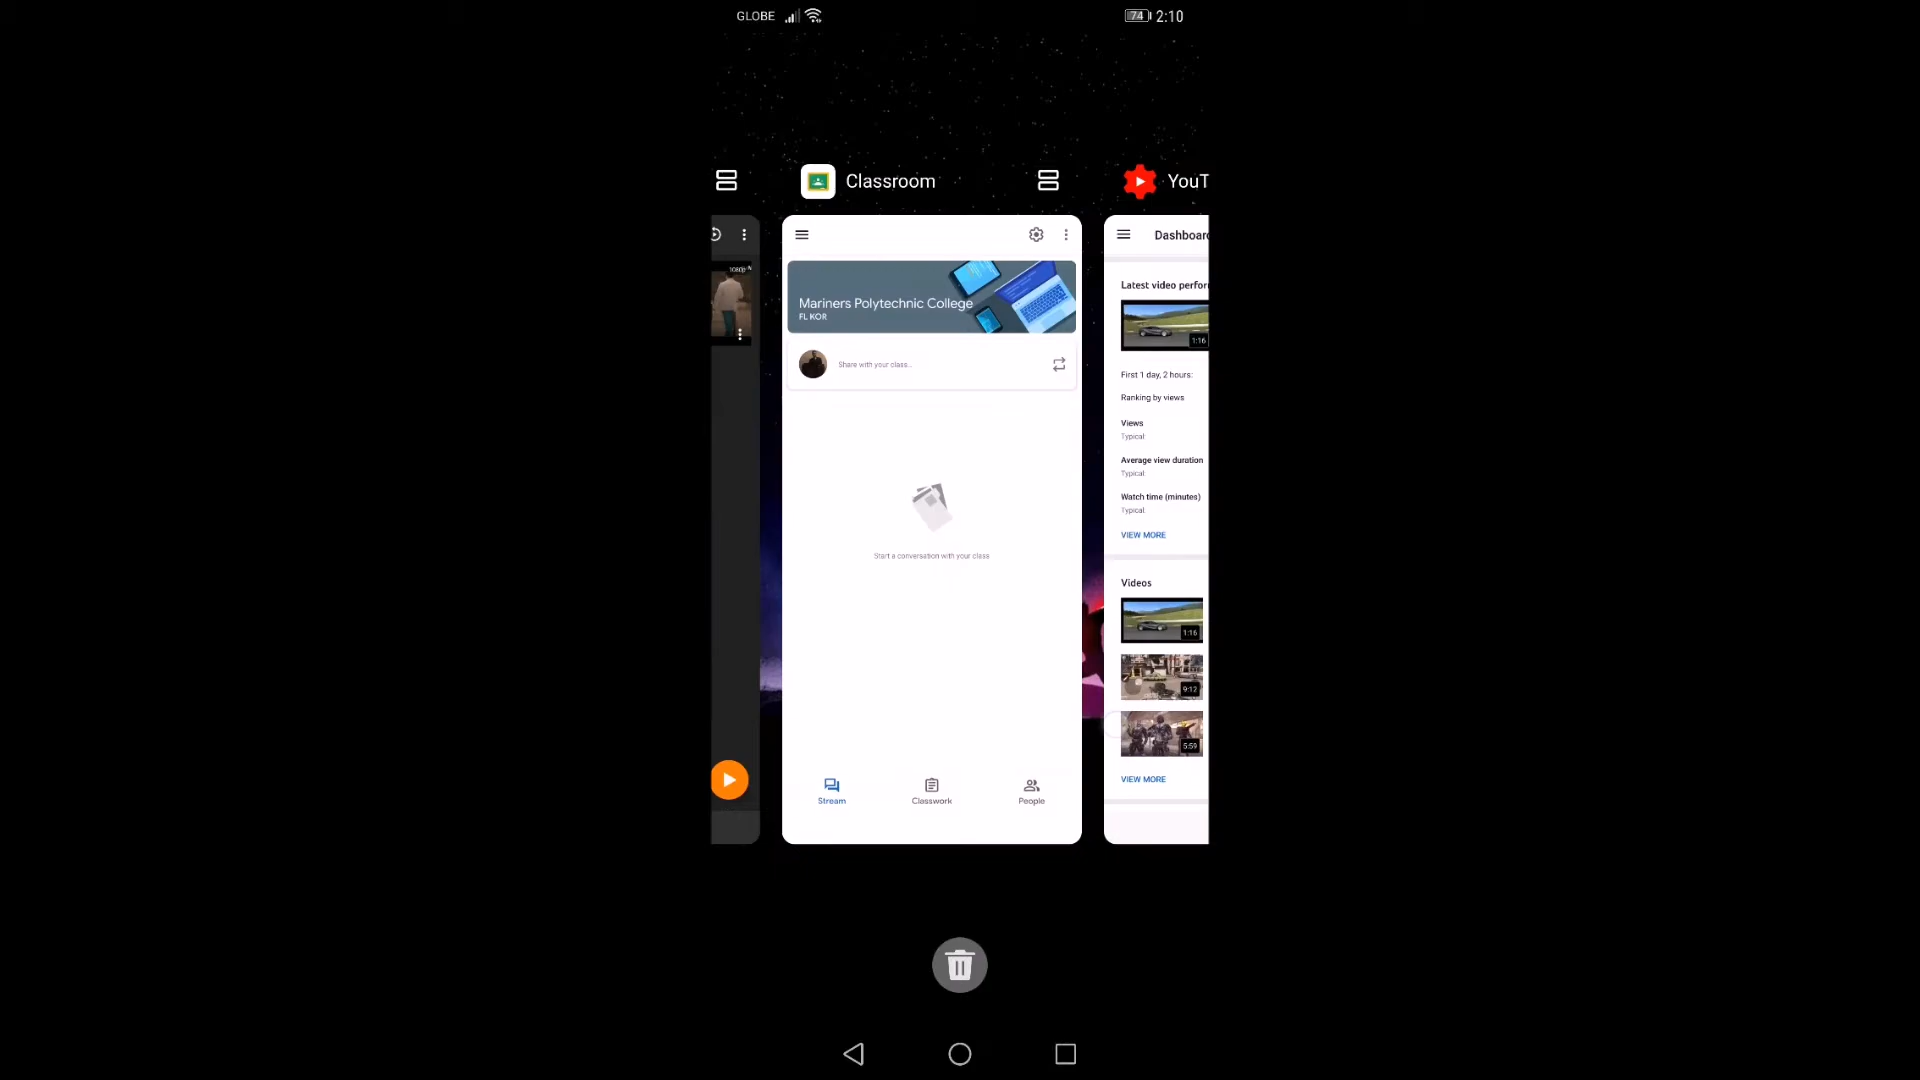 GLOBE
74 2:10
Classroom
YouT
1080p
Mariners Polytechnic College
FL KOR
Share with your class...
Start a conversation with your class
Stream
Classwork
People
Dashboard
Latest video perfor
1:16
First 1 day, 2 hours:
Ranking by views
Views
Typical:
Average view duration
Typical:
Watch time (minutes)
Typical:
VIEW MORE
Videos
1:16
9:12
5:59
VIEW MORE